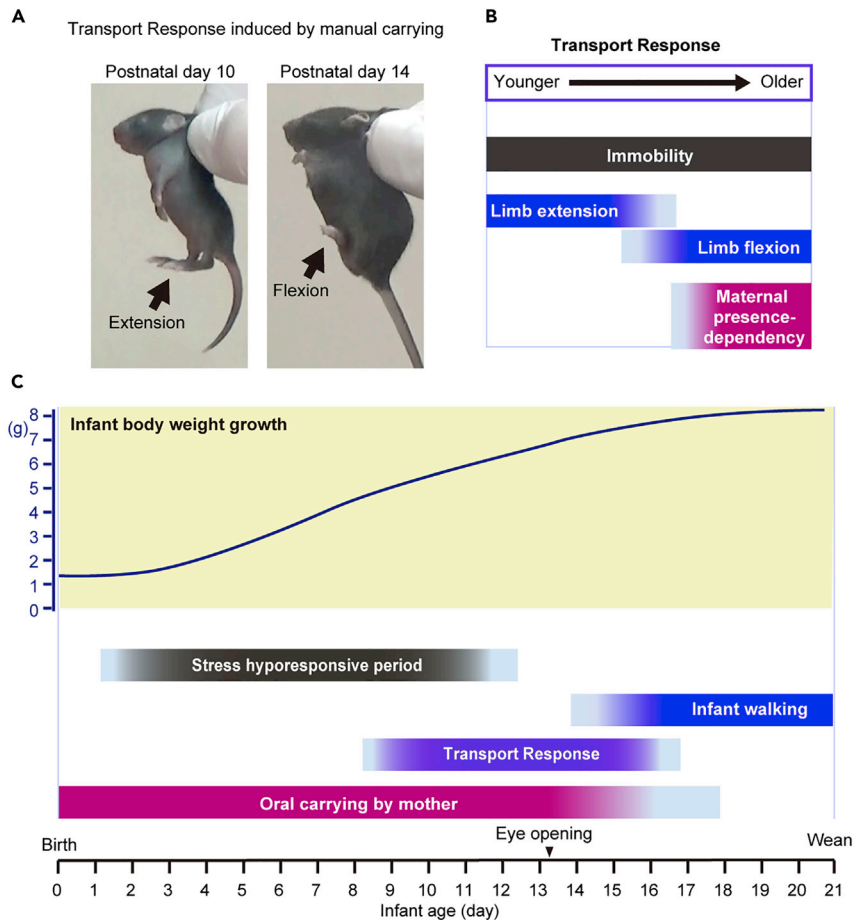 A
Transport Response induced by manual carrying
Postnatal day 10
Postnatal day 14
Extension
Flexion
B
Transport Response
Younger
Older
Immobility
Limb extension
Limb flexion
Maternal
presence-
dependency
C
(g)
8
7
6
5
4
3
2
1
0
Infant body weight growth
Stress hyporesponsive period
Infant walking
Transport Response
Oral carrying by mother
Birth
Eye opening
Wean
0 1 2 3 4 5 6 7 8 9 10 11 12 13 14 15 16 17 18 19 20 21
Infant age (day)